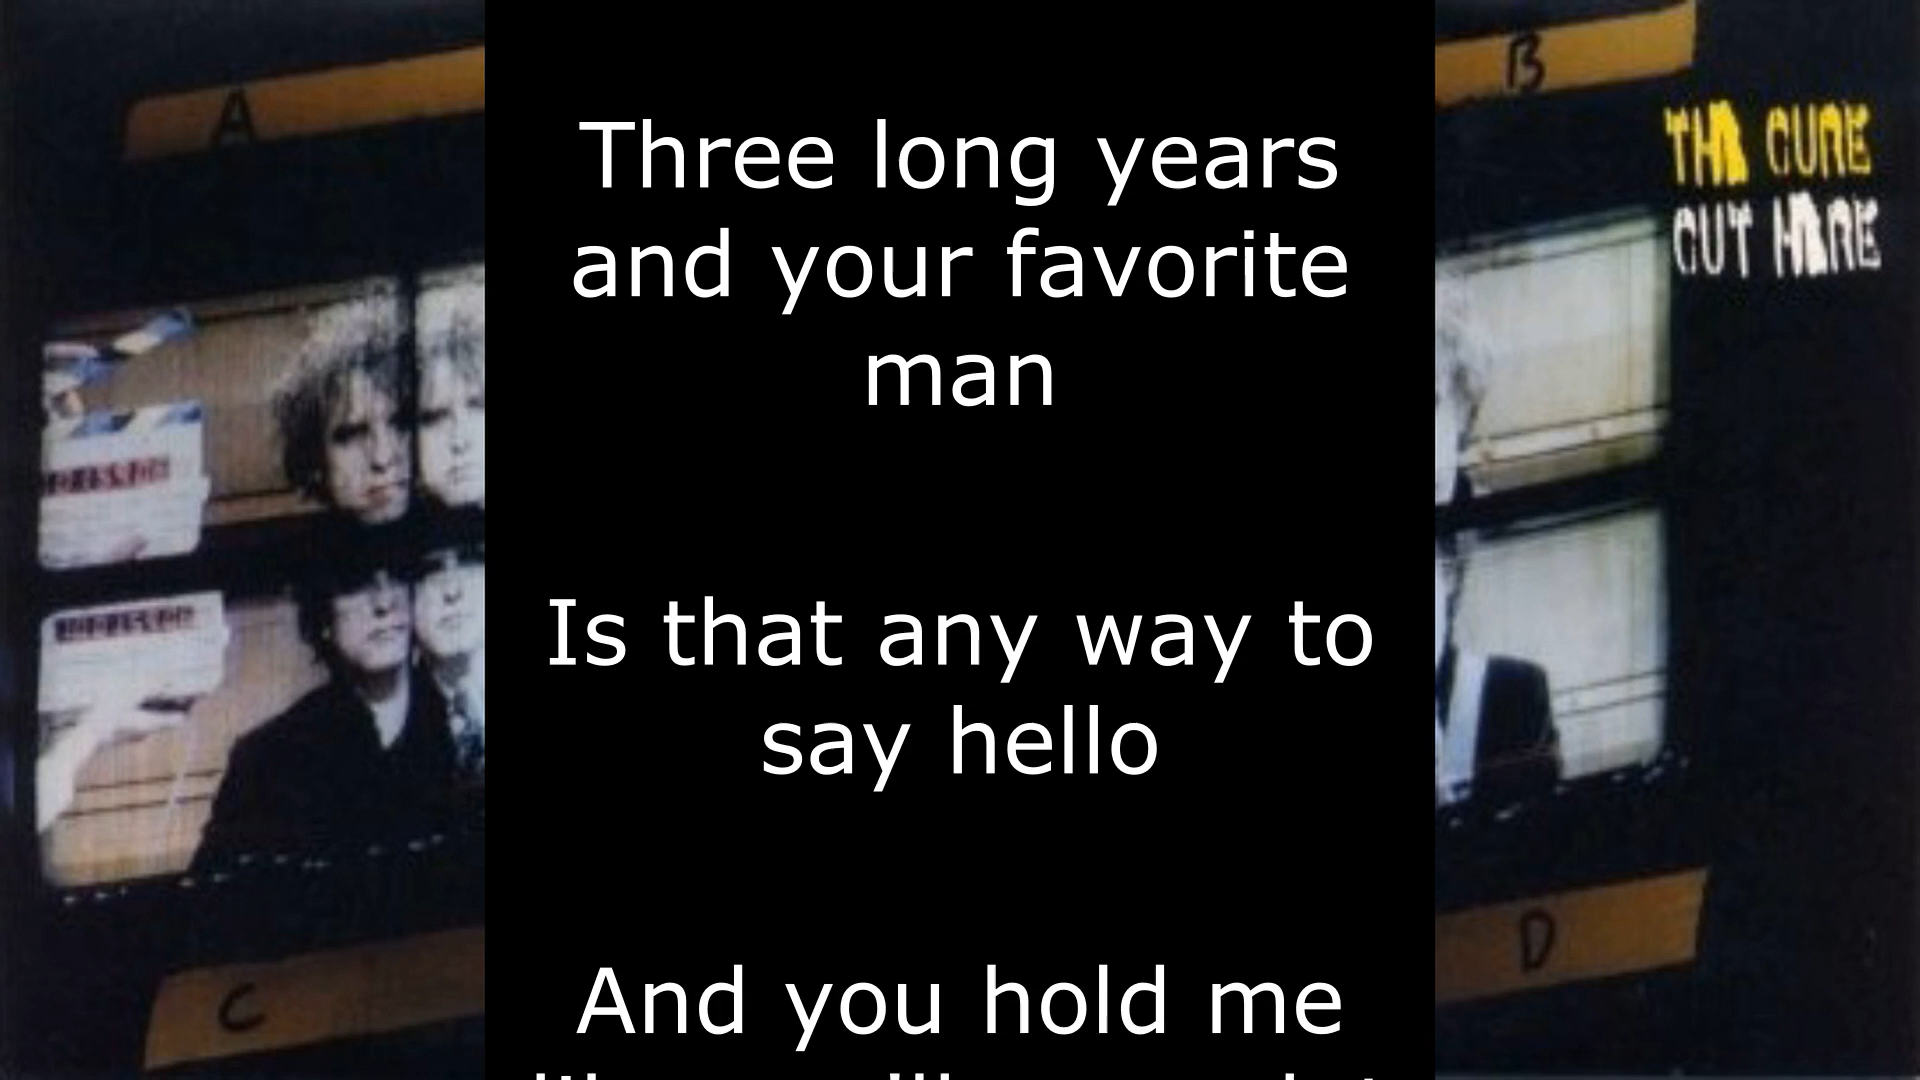 A
B
THE CURE
CUT HERE
Three long years
and your favorite
man
Is that any way to
say hello
And you hold me
C
D